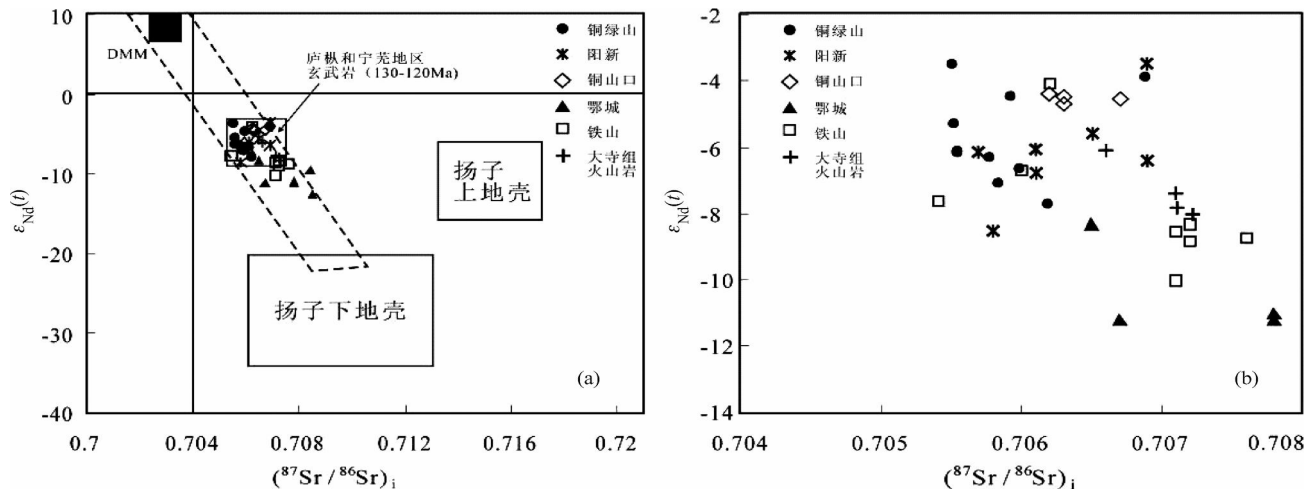 10
0
-10
-20
-30
-40
εNd(t)
DMM
庐枞和宁芜地区
玄武岩（130-120Ma）
铜绿山
阳新
铜山口
鄂城
铁山
大寺组
火山岩
扬子
上地壳
扬子下地壳
(a)
0.7
0.704
0.708
0.712
0.716
0.72
(87Sr/86Sr)i
-2
-4
-6
-8
-10
-12
-14
εNd(t)
铜绿山
阳新
铜山口
鄂城
铁山
大寺组
火山岩
(b)
0.704
0.705
0.706
0.707
0.708
(87Sr/86Sr)i